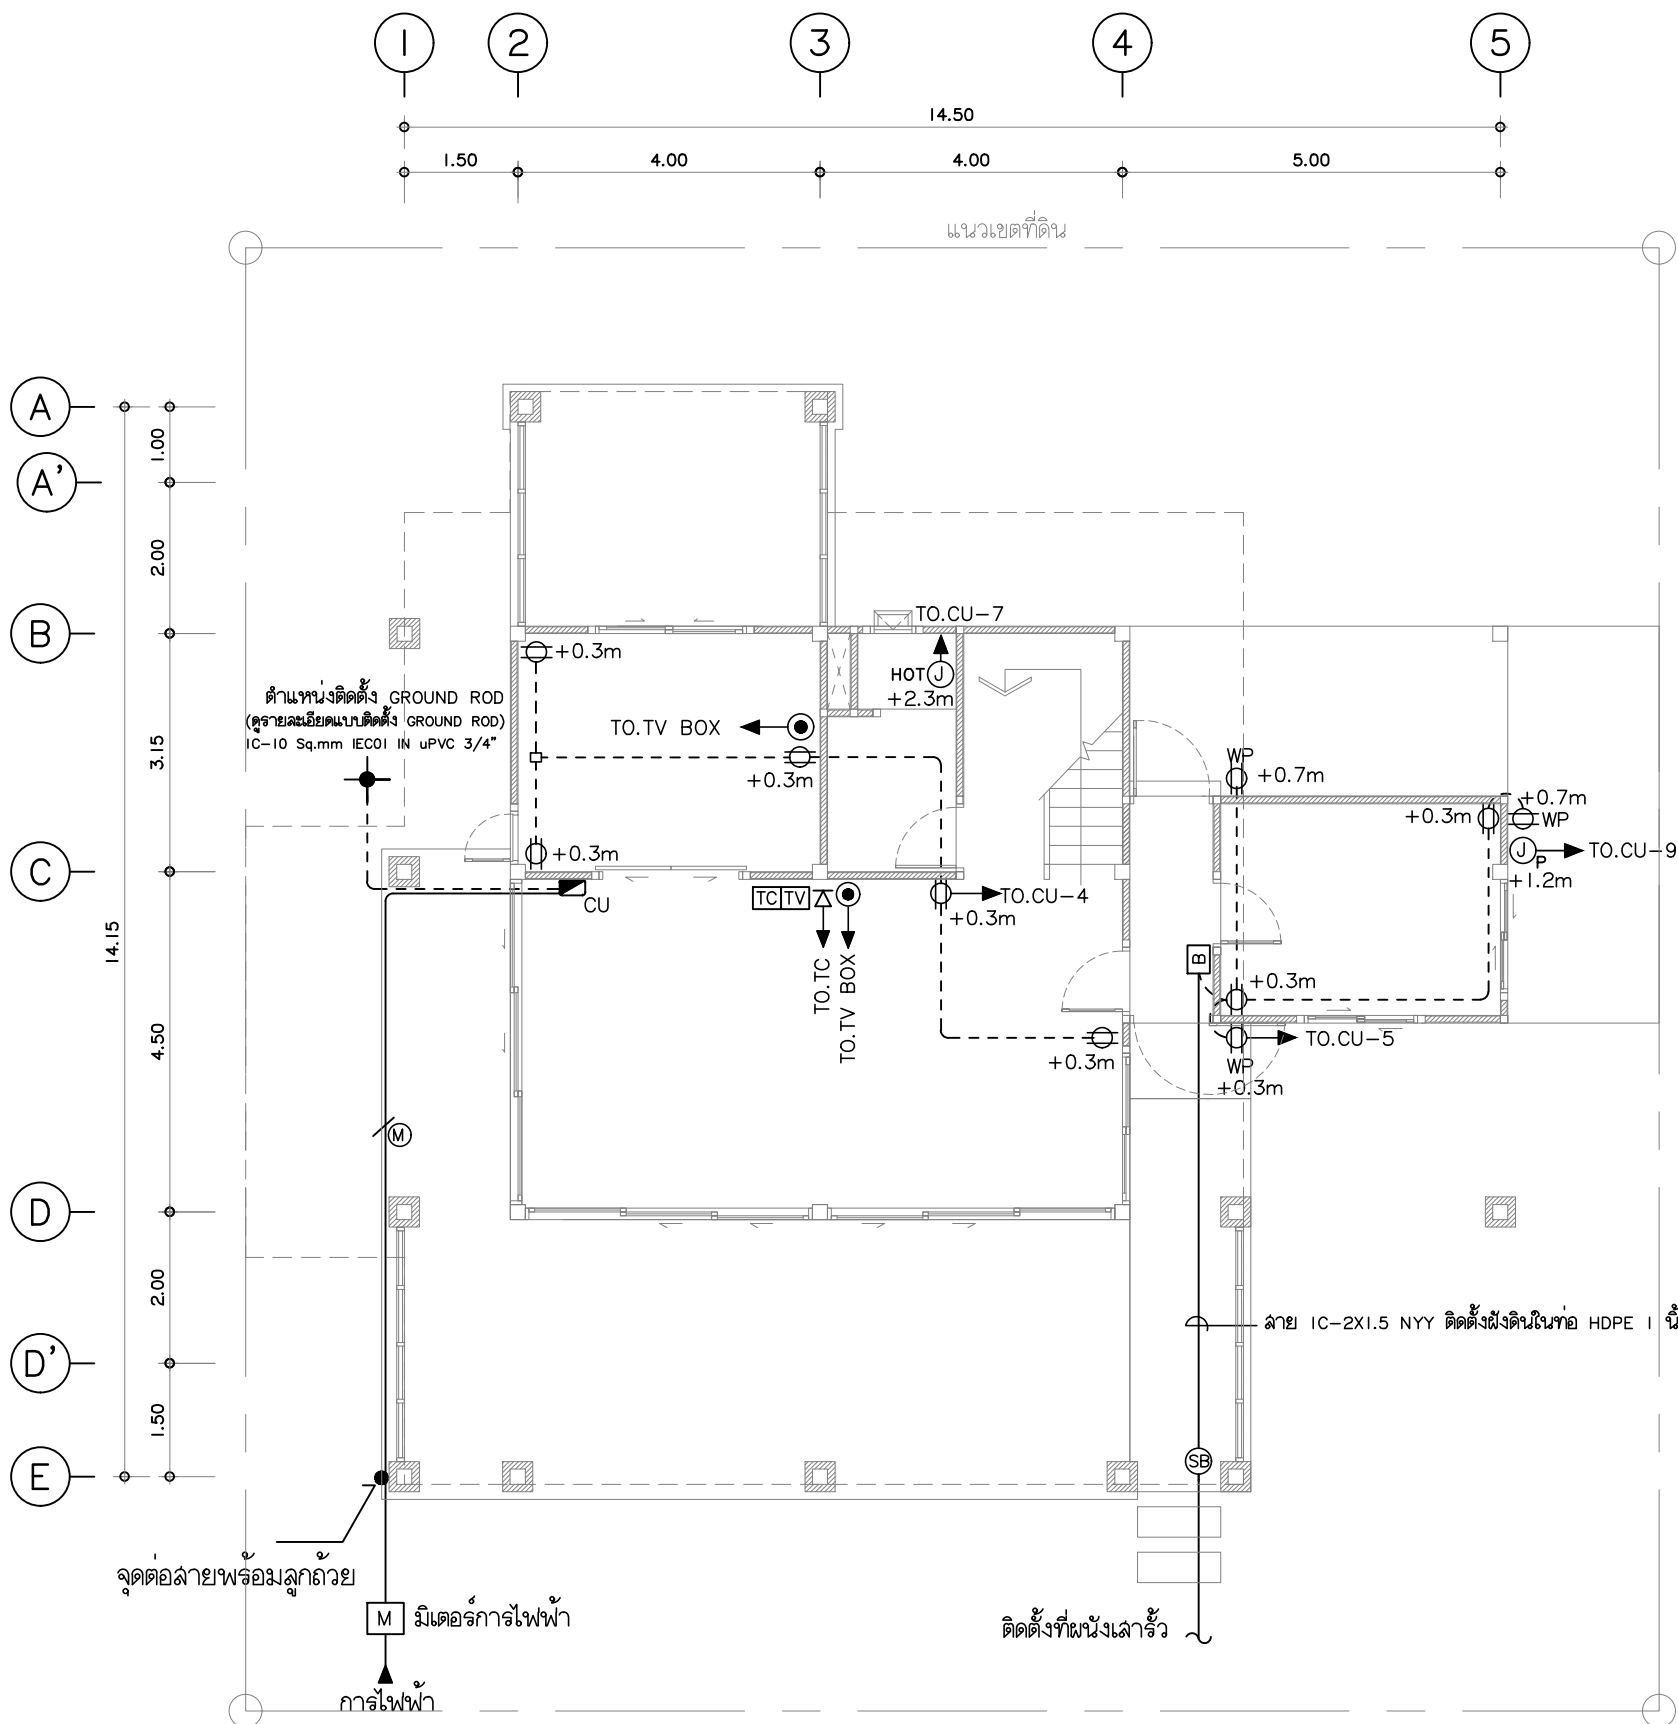 1 2 3 4 5
14.50
1.50 4.00 4.00 5.00
แนวเขตที่ดิน
A
1.00
A'
2.00
B
TO.CU-7
+0.3m
HOT J
+2.3m
ตำแหน่งติดตั้ง GROUND ROD
(ดูรายละเอียดแบบติดตั้ง GROUND ROD)
1C-10 Sq.mm IEC01 IN uPVC 3/4"
TO.TV BOX
3.15
+0.3m
WP
+0.7m
+0.7m
+0.3m
WP
+0.3m
J
P
TO.CU-9
+1.2m
C
CU
TC TV
TO.CU-4
+0.3m
14.15
TO.TC
TO.TV BOX
B
+0.3m
4.50
+0.3m
TO.CU-5
WP
+0.3m
M
D
2.00
สาย 1C-2X1.5 NYY ติดตั้งฝังดินในท่อ HDPE 1 นิ้
D'
1.50
E
SB
จุดต่อสายพร้อมลูกถ้วย
M มิเตอร์การไฟฟ้า
ติดตั้งที่ผนังเสารั้ว
การไฟฟ้า